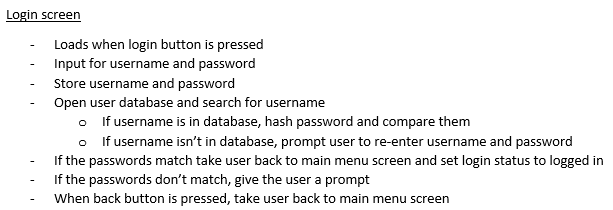 Login screen
- Loads when login button is pressed
- Input for username and password
- Store username and password
- Open user database and search for username
o If username is in database, hash password and compare them
o If username isn't in database, prompt user to re-enter username and password
- If the passwords match take user back to main menu screen and set login status to logged in
- If the passwords don't match, give the user a prompt
- When back button is pressed, take user back to main menu screen